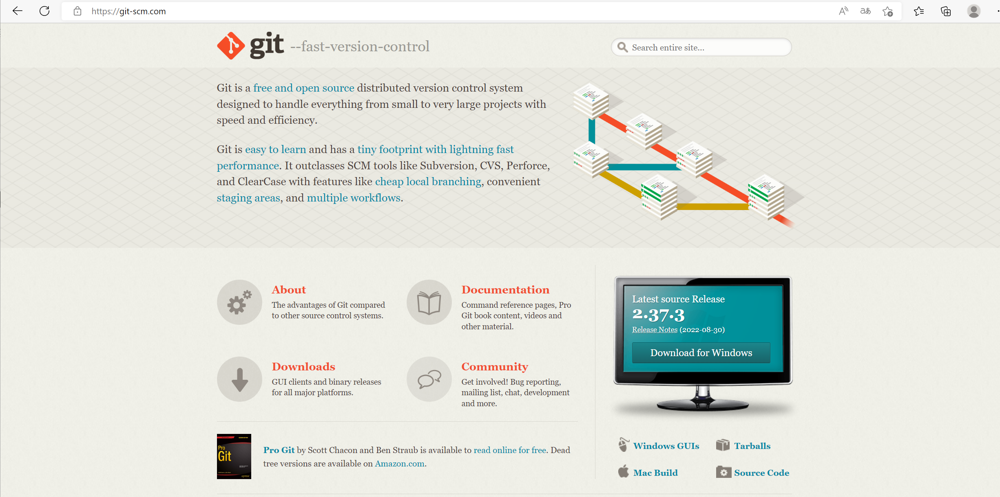 https://git-scm.com
git --fast-version-control
Search entire site...
Git is a free and open source distributed version control system
designed to handle everything from small to very large projects with
speed and efficiency.
Git is easy to learn and has a tiny footprint with lightning fast
performance. It outclasses SCM tools like Subversion, CVS, Perforce,
and ClearCase with features like cheap local branching, convenient
staging areas, and multiple workflows.
About
The advantages of Git compared
to other source control systems.
Documentation
Command reference pages, Pro
Git book content, videos and
other material.
Downloads
GUI clients and binary releases
for all major platforms.
Community
Get involved! Bug reporting,
mailing list, chat, development
and more.
Pro
Git
Apress
Pro Git by Scott Chacon and Ben Straub is available to read online for free. Dead
tree versions are available on Amazon.com.
Latest source Release
2.37.3
Release Notes (2022-08-30)
Download for Windows
Windows GUIs
Tarballs
Mac Build
Source Code